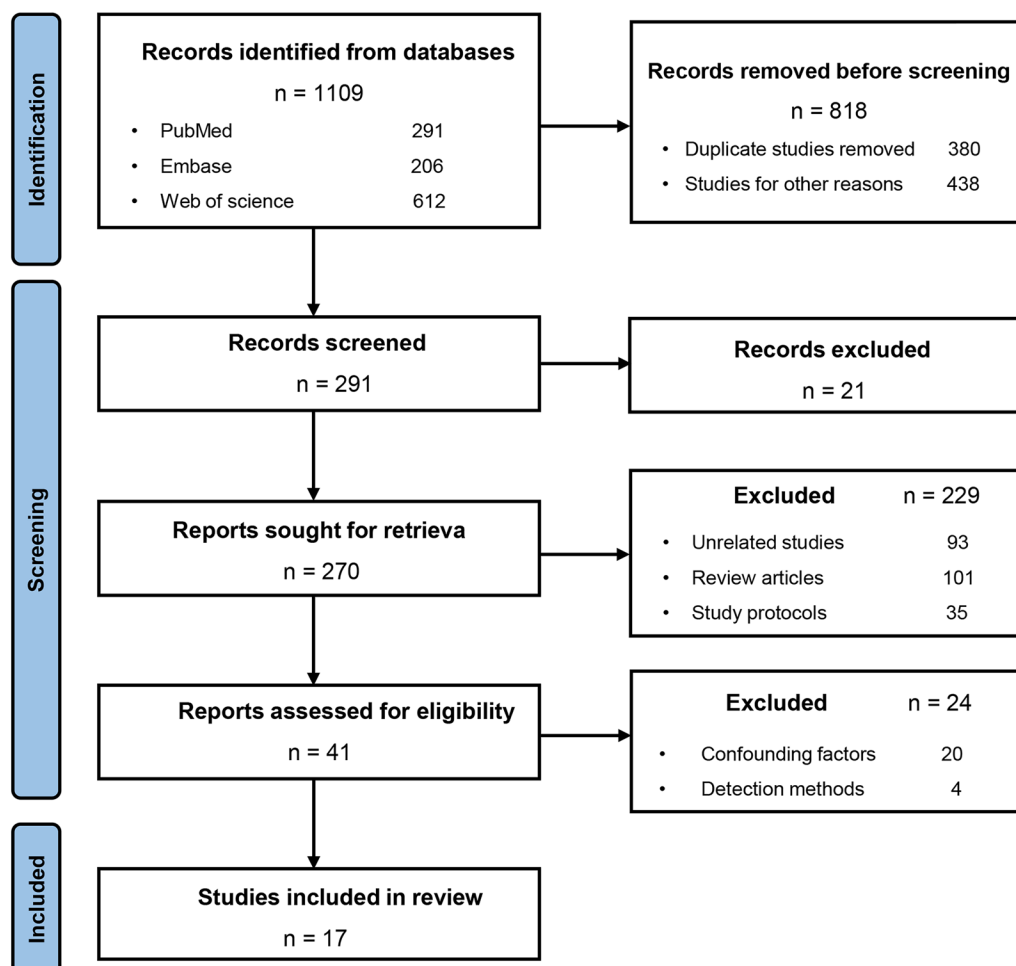 Identification
Records identified from databases
n = 1109
• PubMed 291
• Embase 206
• Web of science 612
Records removed before screening
n = 818
• Duplicate studies removed 380
• Studies for other reasons 438
Screening
Records screened
n = 291
Records excluded
n = 21
Reports sought for retrieva
n = 270
Excluded n = 229
• Unrelated studies 93
• Review articles 101
• Study protocols 35
Reports assessed for eligibility
n = 41
Excluded n = 24
• Confounding factors 20
• Detection methods 4
Included
Studies included in review
n = 17